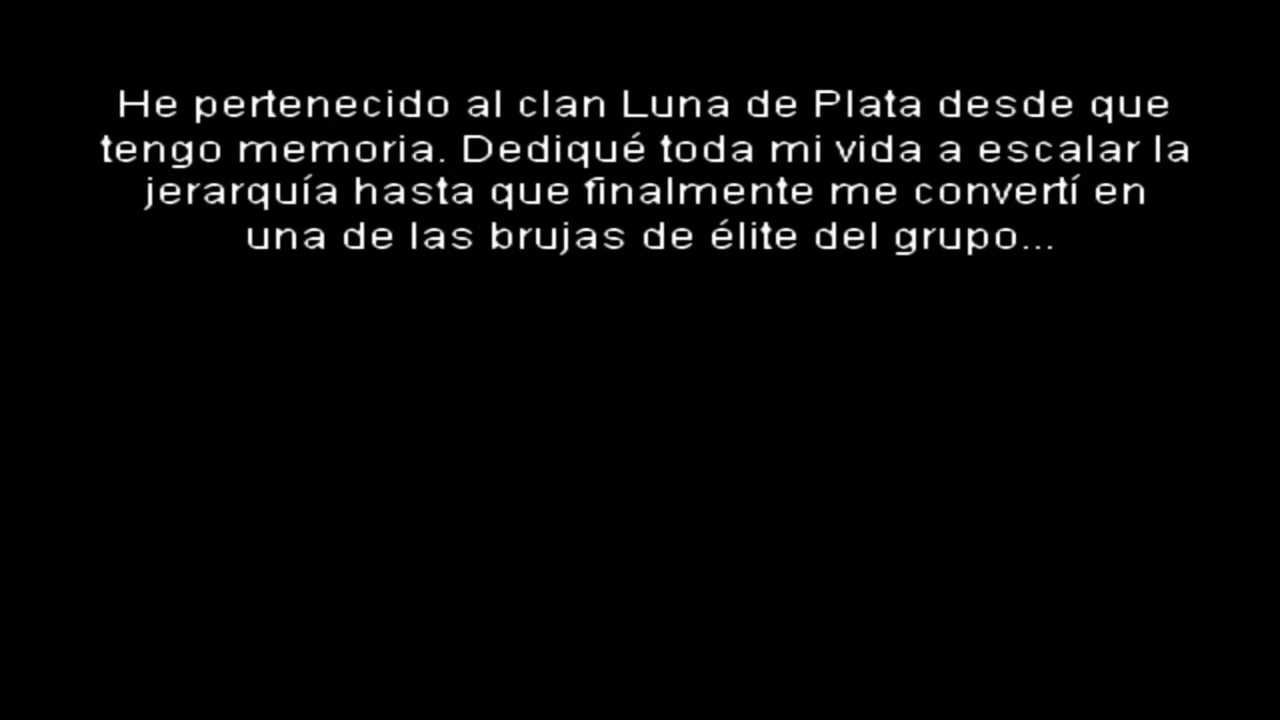 He pertenecido al clan Luna de Plata desde que
tengo memoria. Dediqué toda mi vida a escalar la
jerarquía hasta que finalmente me convertí en
una de las brujas de élite del grupo...